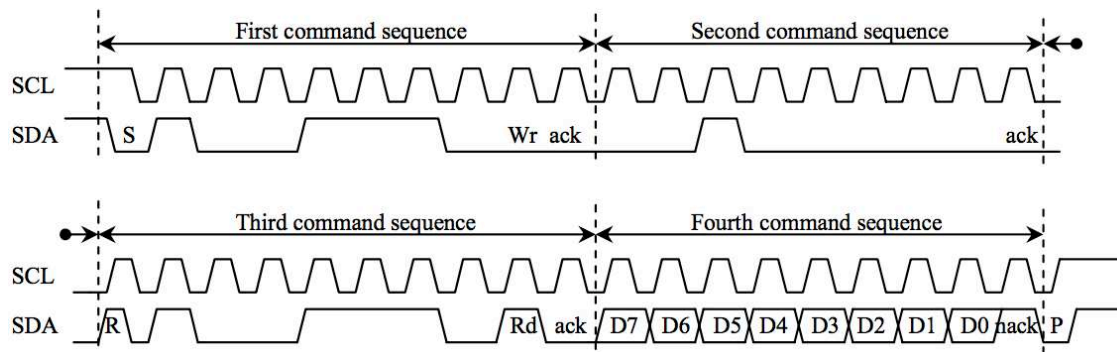 First command sequence Second command sequence
SCL
SDA S Wr ack ack
Third command sequence Fourth command sequence
SCL
SDA R Rd ack D7 D6 D5 D4 D3 D2 D1 D0 nack P